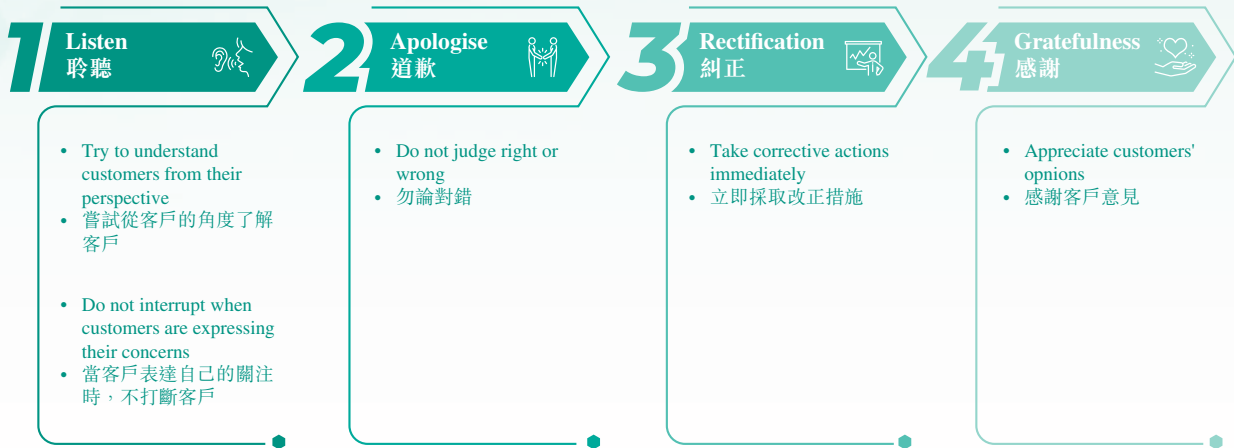 1
Listen
聆聽
• Try to understand
customers from their
perspective
• 嘗試從客戶的角度了解
客戶
• Do not interrupt when
customers are expressing
their concerns
• 當客戶表達自己的關注
時，不打斷客戶
2
Apologise
道歉
• Do not judge right or
wrong
• 勿論對錯
3
Rectification
糾正
• Take corrective actions
immediately
• 立即採取改正措施
4
Gratefulness
感謝
• Appreciate customers'
opnions
• 感謝客戶意見